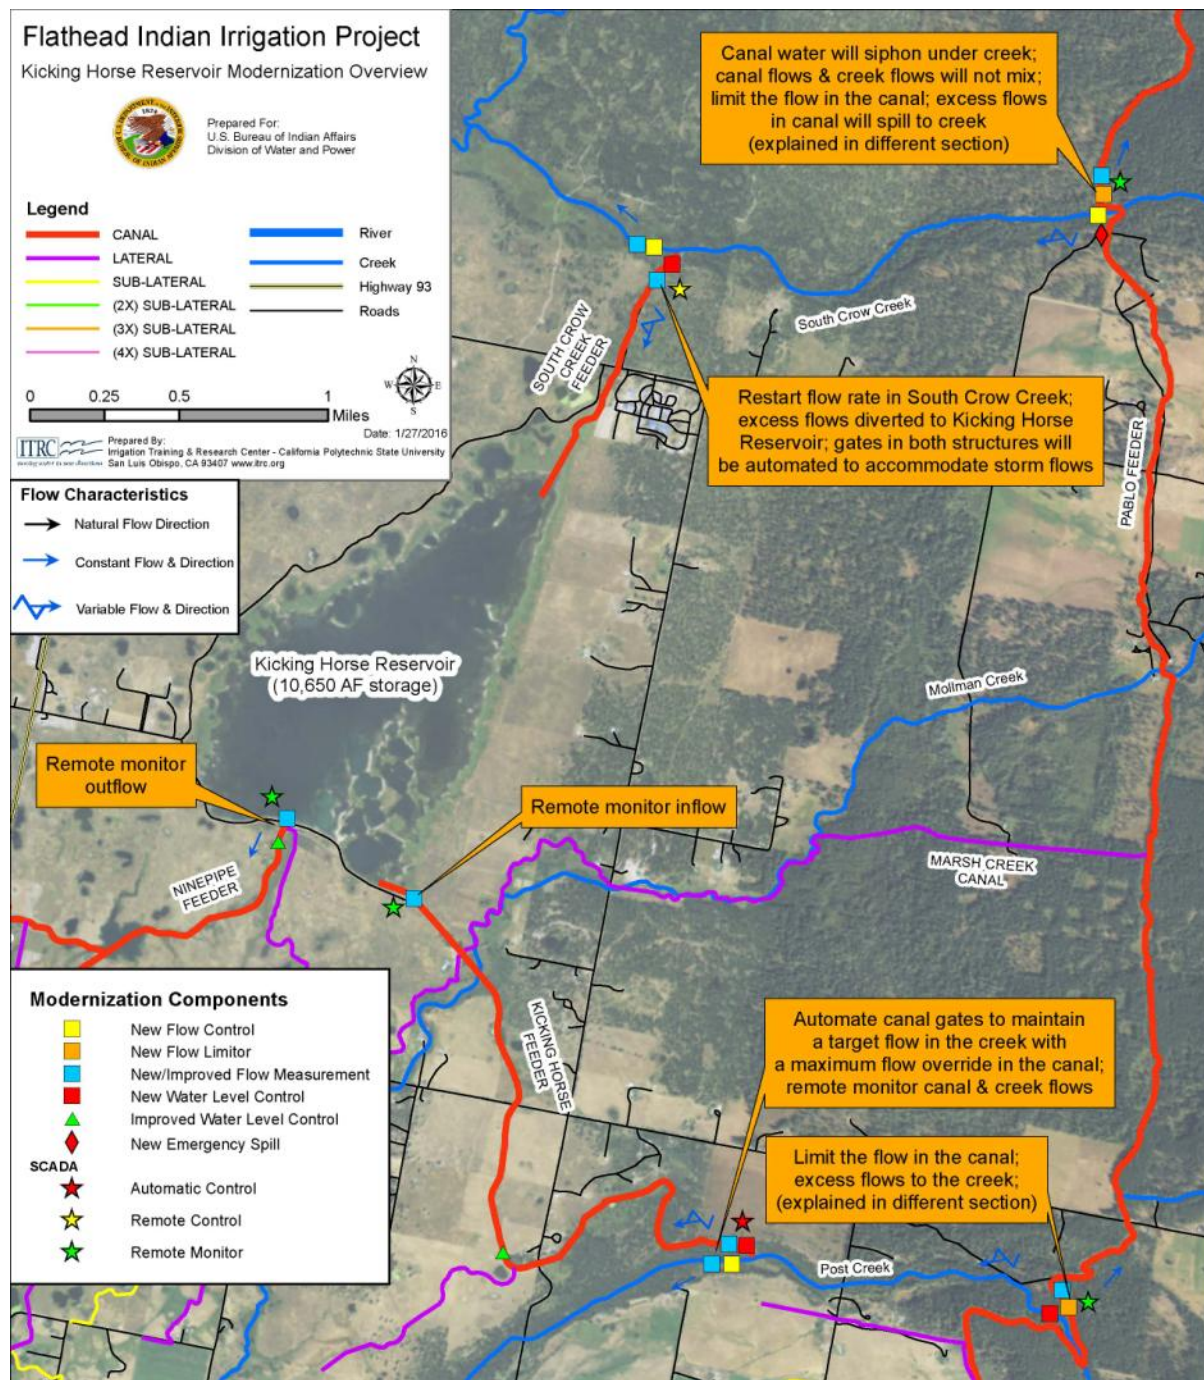 Flathead Indian Irrigation Project
Kicking Horse Reservoir Modernization Overview
Prepared For:
U.S. Bureau of Indian Affairs
Division of Water and Power
Legend
CANAL
LATERAL
SUB-LATERAL
(2X) SUB-LATERAL
(3X) SUB-LATERAL
(4X) SUB-LATERAL
River
Creek
Highway 93
Roads
N
W
E
S
0
0.25
0.5
1
Miles
Date: 1/27/2016
ITRC
moving water in new directions
Prepared By:
Irrigation Training & Research Center - California Polytechnic State University
San Luis Obispo, CA 93407 www.itrc.org
Flow Characteristics
Natural Flow Direction
Constant Flow & Direction
Variable Flow & Direction
Canal water will siphon under creek;
canal flows & creek flows will not mix;
limit the flow in the canal; excess flows
in canal will spill to creek
(explained in different section)
South Crow Creek
SOUTH CROW
CREEK
FEEDER
Restart flow rate in South Crow Creek;
excess flows diverted to Kicking Horse
Reservoir; gates in both structures will
be automated to accommodate storm flows
PABLO FEEDER
Kicking Horse Reservoir
(10,650 AF storage)
Mollman Creek
Remote monitor
outflow
Remote monitor inflow
NINEPIPE
FEEDER
MARSH CREEK
CANAL
KICKING HORSE
FEEDER
Automate canal gates to maintain
a target flow in the creek with
a maximum flow override in the canal;
remote monitor canal & creek flows
Limit the flow in the canal;
excess flows to the creek;
(explained in different section)
Post Creek
Modernization Components
New Flow Control
New Flow Limitor
New/Improved Flow Measurement
New Water Level Control
Improved Water Level Control
New Emergency Spill
SCADA
Automatic Control
Remote Control
Remote Monitor